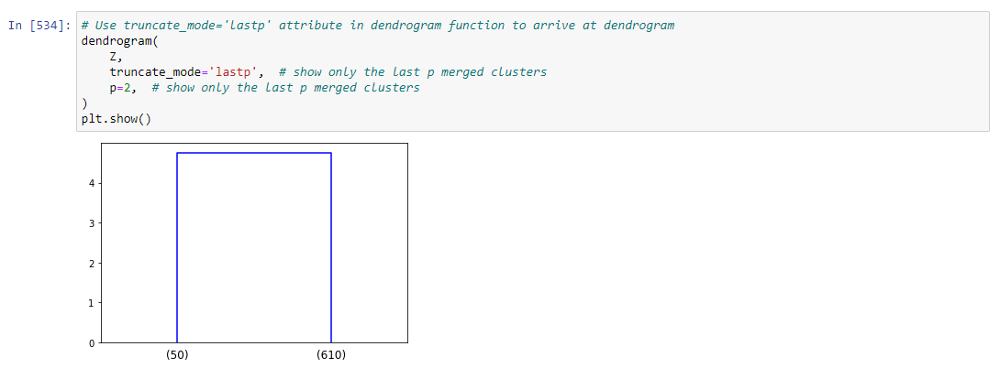 In [534]: # Use truncate_mode='lastp' attribute in dendrogram function to arrive at dendrogram
dendrogram(
Z,
truncate_mode='lastp',  # show only the last p merged clusters
p=2,  # show only the last p merged clusters
)
plt.show()
4
3
2
1
0
(50) (610)